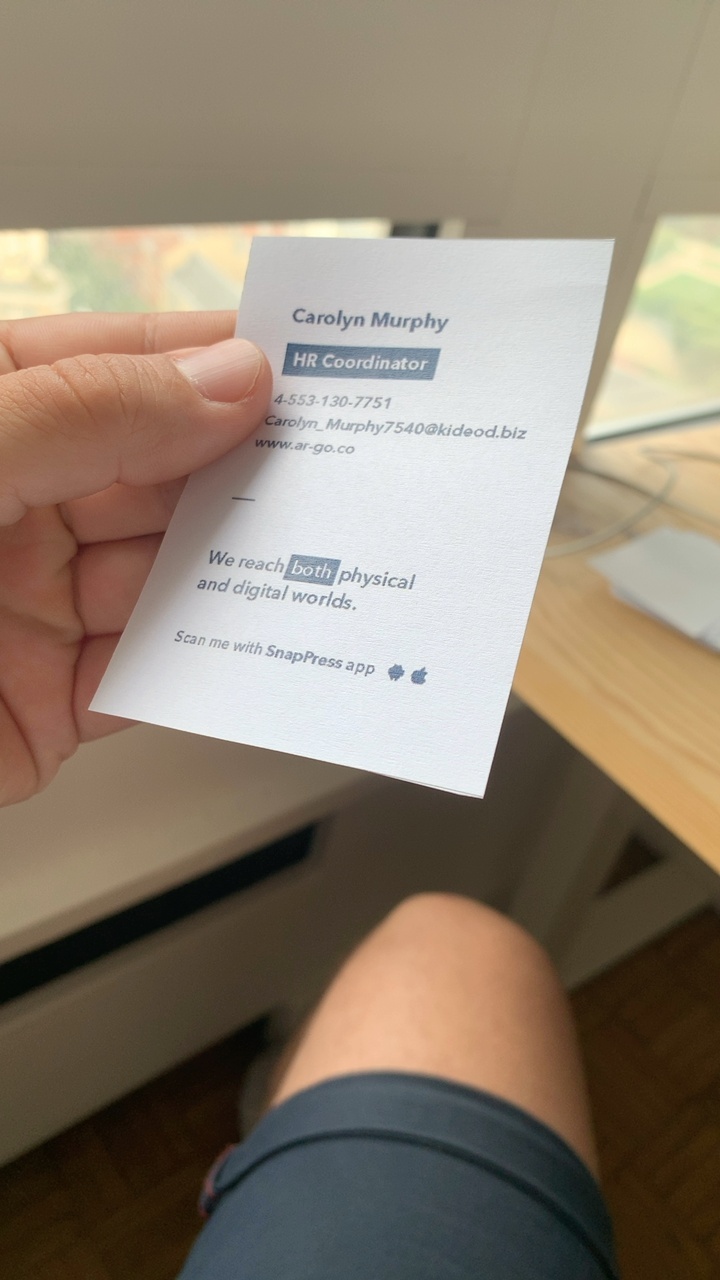 Carolyn Murphy
HR Coordinator
4-553-130-7751
Carolyn_Murphy7540@kideod.biz
www.ar-go.co
We reach both physical
and digital worlds.
Scan me with SnapPress app